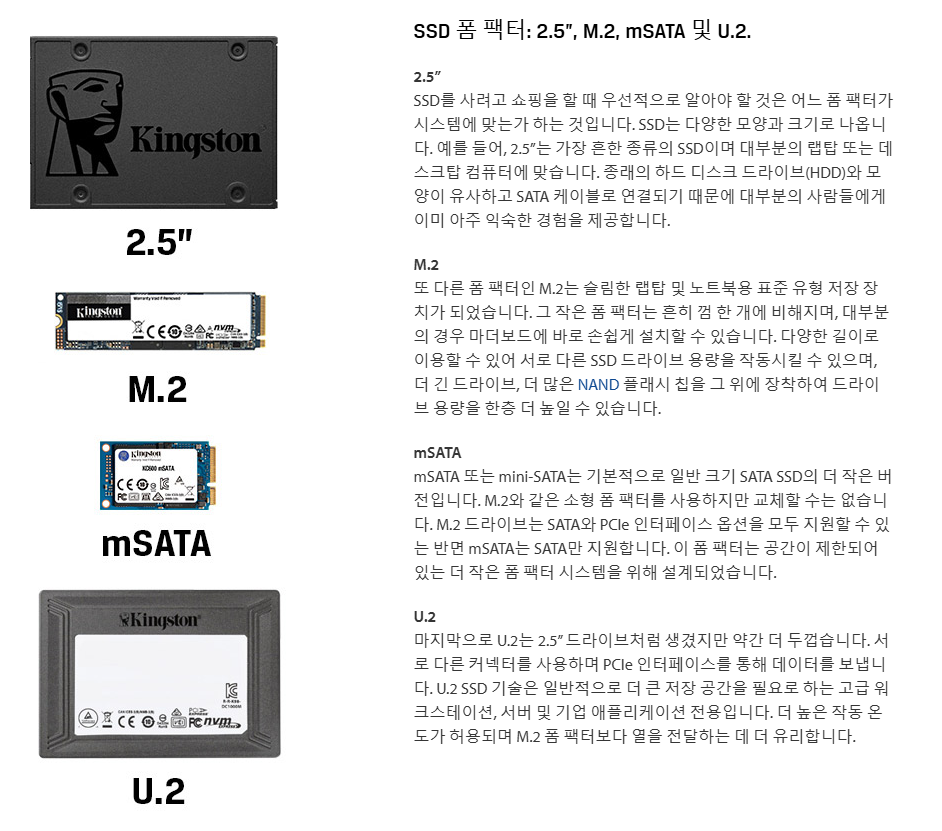 SSD 폼 팩터: 2.5″, M.2, mSATA 및 U.2.
2.5″
SSD를 사려고 쇼핑을 할 때 우선적으로 알아야 할 것은 어느 폼 팩터가
시스템에 맞는가 하는 것입니다. SSD는 다양한 모양과 크기로 나옵니
다. 예를 들어, 2.5″는 가장 흔한 종류의 SSD이며 대부분의 랩탑 또는 데
스크탑 컴퓨터에 맞습니다. 종래의 하드 디스크 드라이브(HDD)와 모
양이 유사하고 SATA 케이블로 연결되기 때문에 대부분의 사람들에게
이미 아주 익숙한 경험을 제공합니다.
M.2
또 다른 폼 팩터인 M.2는 슬림한 랩탑 및 노트북용 표준 유형 저장 장
치가 되었습니다. 그 작은 폼 팩터는 흔히 껌 한 개에 비해지며, 대부분
의 경우 마더보드에 바로 손쉽게 설치할 수 있습니다. 다양한 길이로
이용할 수 있어 서로 다른 SSD 드라이브 용량을 작동시킬 수 있으며,
더 긴 드라이브, 더 많은 NAND 플래시 칩을 그 위에 장착하여 드라이
브 용량을 한층 더 높일 수 있습니다.
mSATA
mSATA 또는 mini-SATA는 기본적으로 일반 크기 SATA SSD의 더 작은 버
전입니다. M.2와 같은 소형 폼 팩터를 사용하지만 교체할 수는 없습니
다. M.2 드라이브는 SATA와 PCIe 인터페이스 옵션을 모두 지원할 수 있
는 반면 mSATA는 SATA만 지원합니다. 이 폼 팩터는 공간이 제한되어
있는 더 작은 폼 팩터 시스템을 위해 설계되었습니다.
U.2
마지막으로 U.2는 2.5″ 드라이브처럼 생겼지만 약간 더 두껍습니다. 서
로 다른 커넥터를 사용하며 PCIe 인터페이스를 통해 데이터를 보냅니
다. U.2 SSD 기술은 일반적으로 더 큰 저장 공간을 필요로 하는 고급 워
크스테이션, 서버 및 기업 애플리케이션 전용입니다. 더 높은 작동 온
도가 허용되며 M.2 폼 팩터보다 열을 전달하는 데 더 유리합니다.
Kingston
2.5″
Warranty Void If Removed
Kingston
nvm
EXPRESS
M.2
Kingston
Warranty Void If Removed
KC600 mSATA
mSATA
Kingston
DC1000M
nvm
EXPRESS
U.2